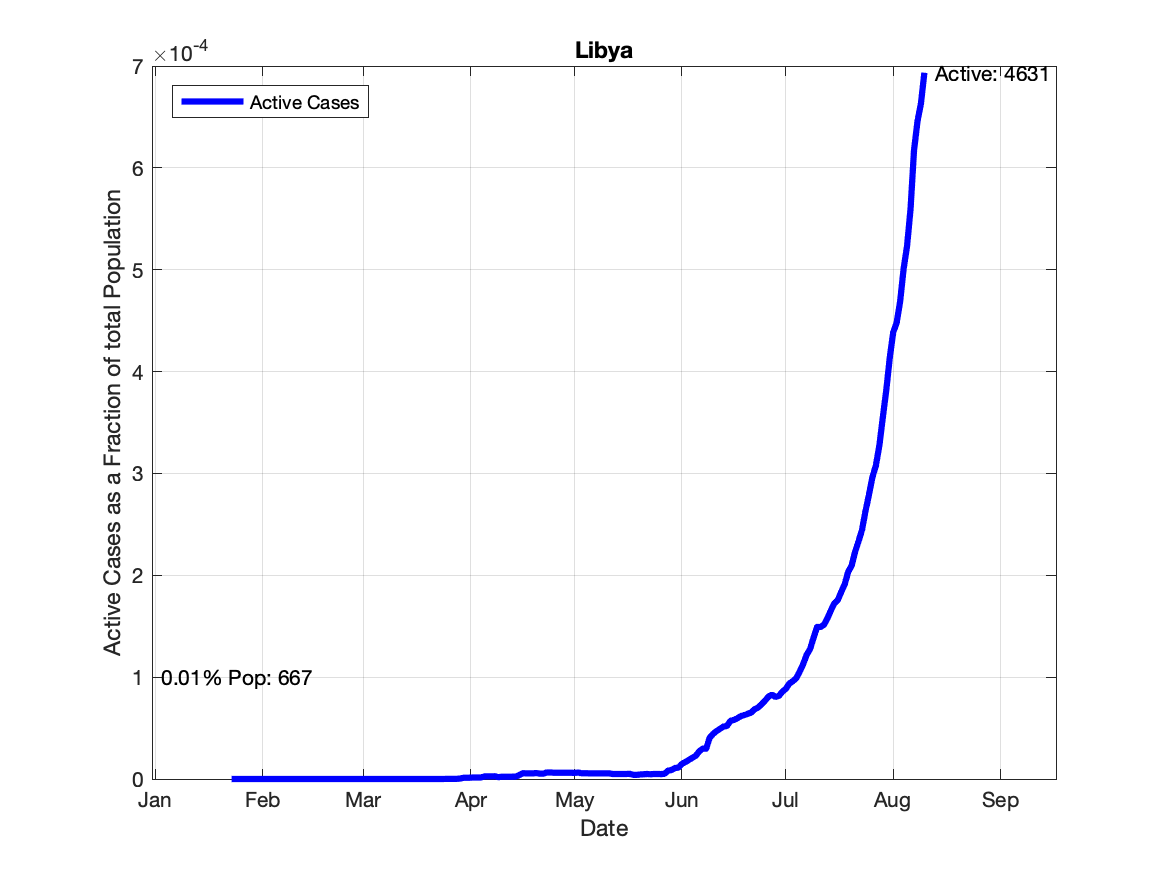 ×10-4
Libya
Active: 4631
Active Cases
7
6
5
4
3
2
1
0
0.01% Pop: 667
Active Cases as a Fraction of total Population
Jan Feb Mar Apr May Jun Jul Aug Sep
Date